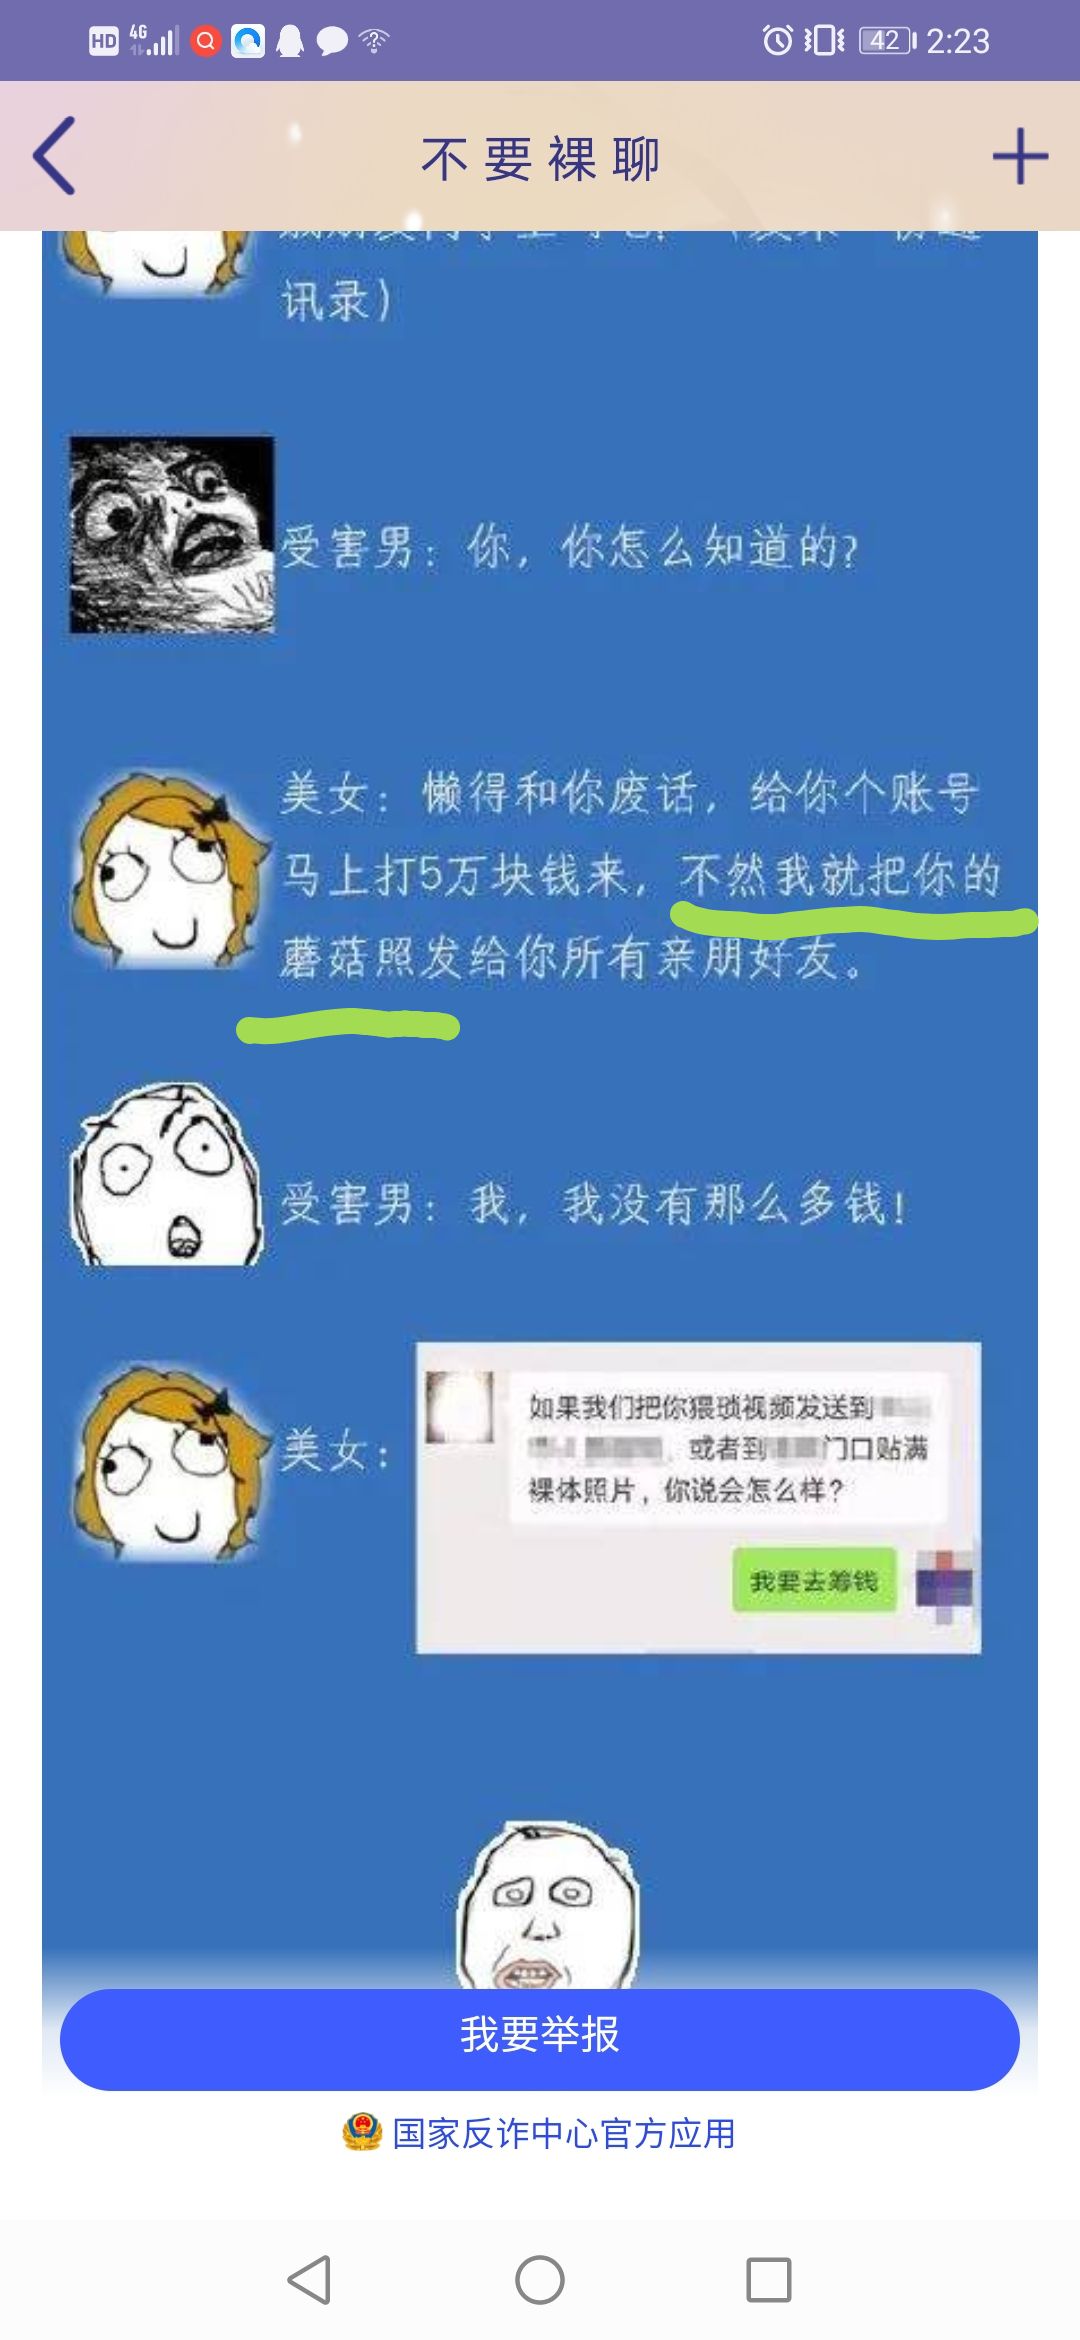 HD 4G 42 2:23
不要裸聊
讯录）
受害男：你，你怎么知道的?
美女：懒得和你废话，给你个账号
马上打5万块钱来，不然我就把你的
蘑菇照发给你所有亲朋好友。
受害男：我，我没有那么多钱!
美女：
如果我们把你猥琐视频发送到
、或者到 门口贴满
裸体照片，你说会怎么样？
我要去筹钱
我要举报
国家反诈中心官方应用